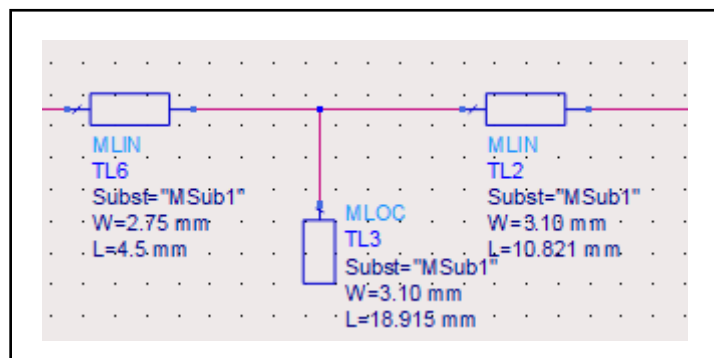 MLIN
TL6
Subst="MSub1"
W=2.75 mm
L=4.5 mm
MLOC
TL3
Subst="MSub1"
W=3.10 mm
L=18.915 mm
MLIN
TL2
Subst="MSub1"
W=3.10 mm
L=10.821 mm